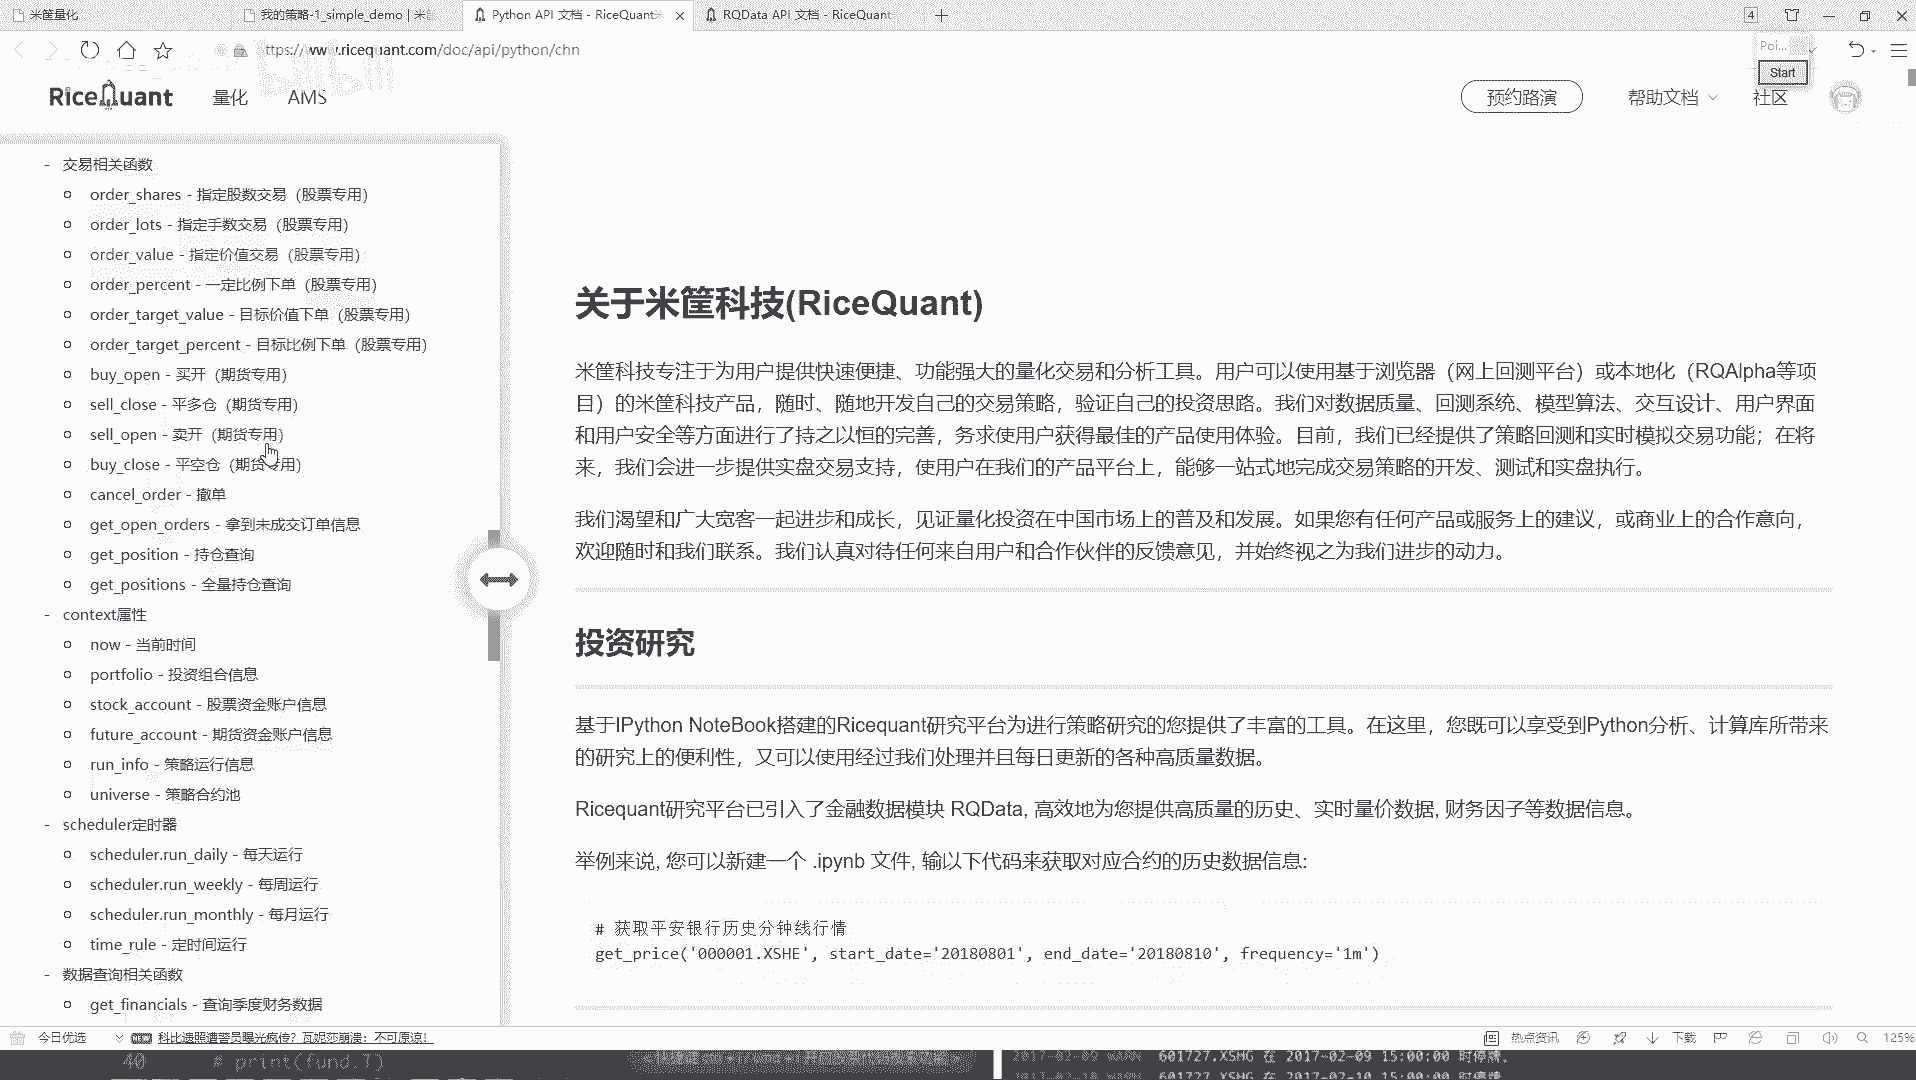 米筐量化
我的策略-1_simple_demo | 米筐
Python API 文档 - RiceQuant米
RQData API 文档 - RiceQuant
4
ttps://www.ricequant.com/doc/api/python/chn
Poi...
Start
RiceQuant
量化
AMS
预约路演
帮助文档
社区
- 交易相关函数
order_shares - 指定股数交易（股票专用）
order_lots - 指定手数交易（股票专用）
order_value - 指定价值交易（股票专用）
order_percent - 一定比例下单（股票专用）
order_target_value - 目标价值下单（股票专用）
order_target_percent - 目标比例下单（股票专用）
buy_open - 买开（期货专用）
sell_close - 平多仓（期货专用）
sell_open - 卖开（期货专用）
buy_close - 平空仓（期货专用）
cancel_order - 撤单
get_open_orders - 拿到未成交订单信息
get_position - 持仓查询
get_positions - 全量持仓查询
- context属性
now - 当前时间
portfolio - 投资组合信息
stock_account - 股票资金账户信息
future_account - 期货资金账户信息
run_info - 策略运行信息
universe - 策略合约池
- scheduler定时器
scheduler.run_daily - 每天运行
scheduler.run_weekly - 每周运行
scheduler.run_monthly - 每月运行
time_rule - 定时间运行
- 数据查询相关函数
get_financials - 查询季度财务数据
关于米筐科技(RiceQuant)
米筐科技专注于为用户提供快速便捷、功能强大的量化交易和分析工具。用户可以使用基于浏览器（网上回测平台）或本地化（RQAlpha等项
目）的米筐科技产品，随时、随地开发自己的交易策略，验证自己的投资思路。我们对数据质量、回测系统、模型算法、交互设计、用户界面
和用户安全等方面进行了持之以恒的完善，务求使用户获得最佳的产品使用体验。目前，我们已经提供了策略回测和实时模拟交易功能；在将
来，我们会进一步提供实盘交易支持，使用户在我们的产品平台上，能够一站式地完成交易策略的开发、测试和实盘执行。
我们渴望和广大宽客一起进步和成长，见证量化投资在中国市场上的普及和发展。如果您有任何产品或服务上的建议，或商业上的合作意向，
欢迎随时和我们联系。我们认真对待任何来自用户和合作伙伴的反馈意见，并始终视之为我们进步的动力。
投资研究
基于IPython NoteBook搭建的Ricequant研究平台为进行策略研究的您提供了丰富的工具。在这里，您既可以享受到Python分析、计算库所带来
的研究上的便利性，又可以使用经过我们处理并且每日更新的各种高质量数据。
Ricequant研究平台已引入了金融数据模块 RQData, 高效地为您提供高质量的历史、实时量价数据, 财务因子等数据信息。
举例来说, 您可以新建一个 .ipynb 文件, 输以下代码来获取对应合约的历史数据信息:
# 获取平安银行历史分钟线行情
get_price('000001.XSHE', start_date='20180801', end_date='20180810', frequency='1m')
今日优选
NEW
科比遗照遭警员曝光疯传？瓦妮莎崩溃：不可原谅！
热点资讯
下载
125%
40 # print(fund.T)
2017-02-09 WARN 601727.XSHG 在 2017-02-09 15:00:00 时停牌。
2017-02-10 WARN 601727.XSHG 在 2017-02-10 15:00:00 时停牌。